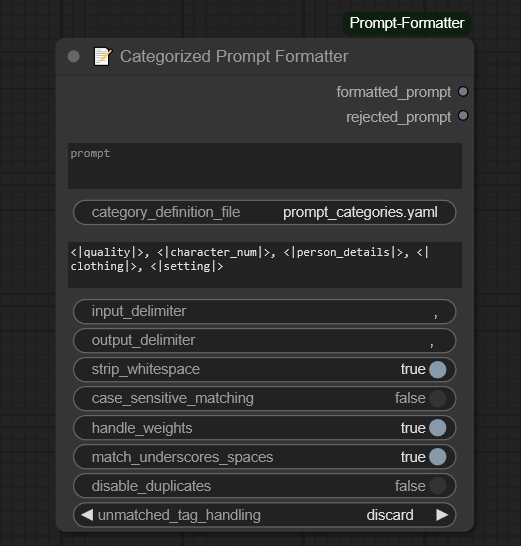 Prompt-Formatter
📝 Categorized Prompt Formatter
formatted_prompt
rejected_prompt
prompt
category_definition_file prompt_categories.yaml
<|quality|>, <|character_num|>, <|person_details|>, <|
clothing|>, <|setting|>
input_delimiter ,
output_delimiter ,
strip_whitespace true
case_sensitive_matching false
handle_weights true
match_underscores_spaces true
disable_duplicates false
unmatched_tag_handling discard